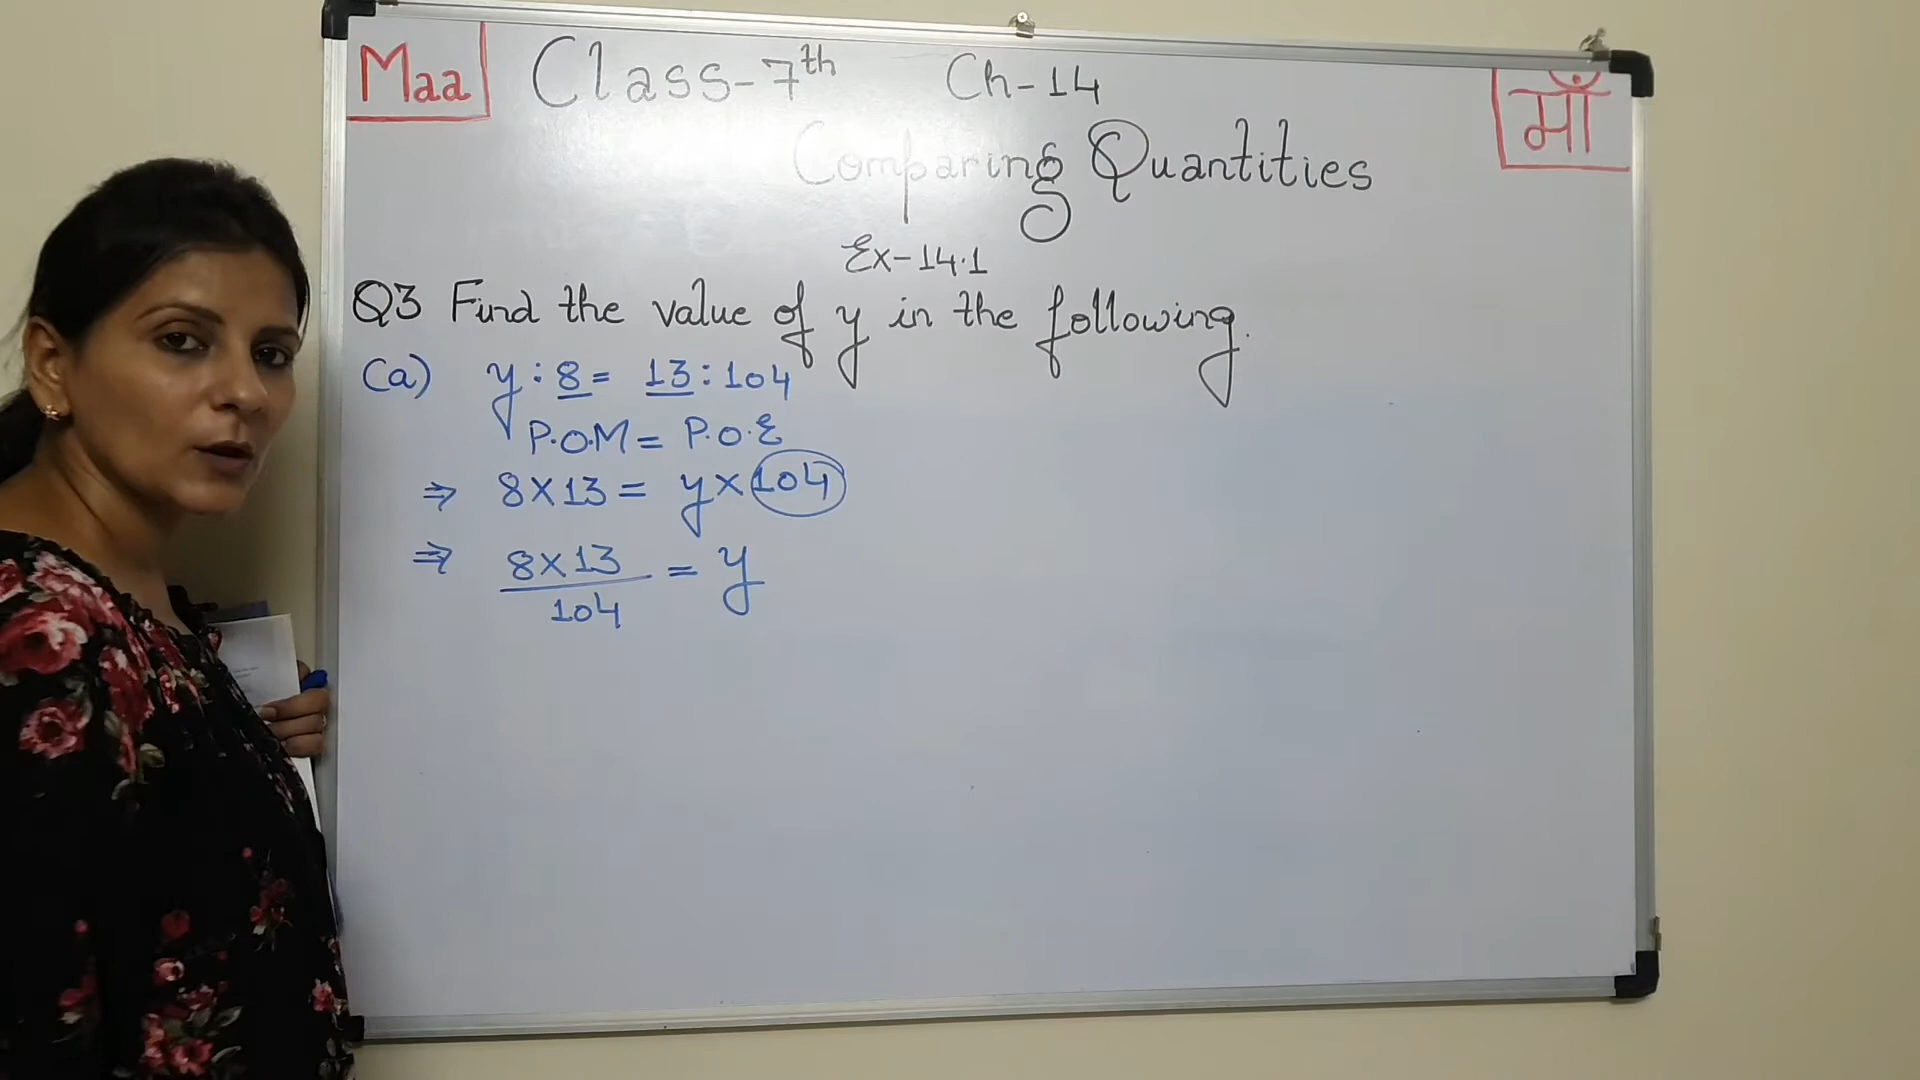 Maa Class-7th Ch-14 माँ
Comparing Quantities
Ex-14.1
Q3 Find the value of y in the following.
(a) y : 8 = 13 : 104
P.O.M = P.O.E
⇒ 8×13 = y×104
⇒ 8×13/104 = y